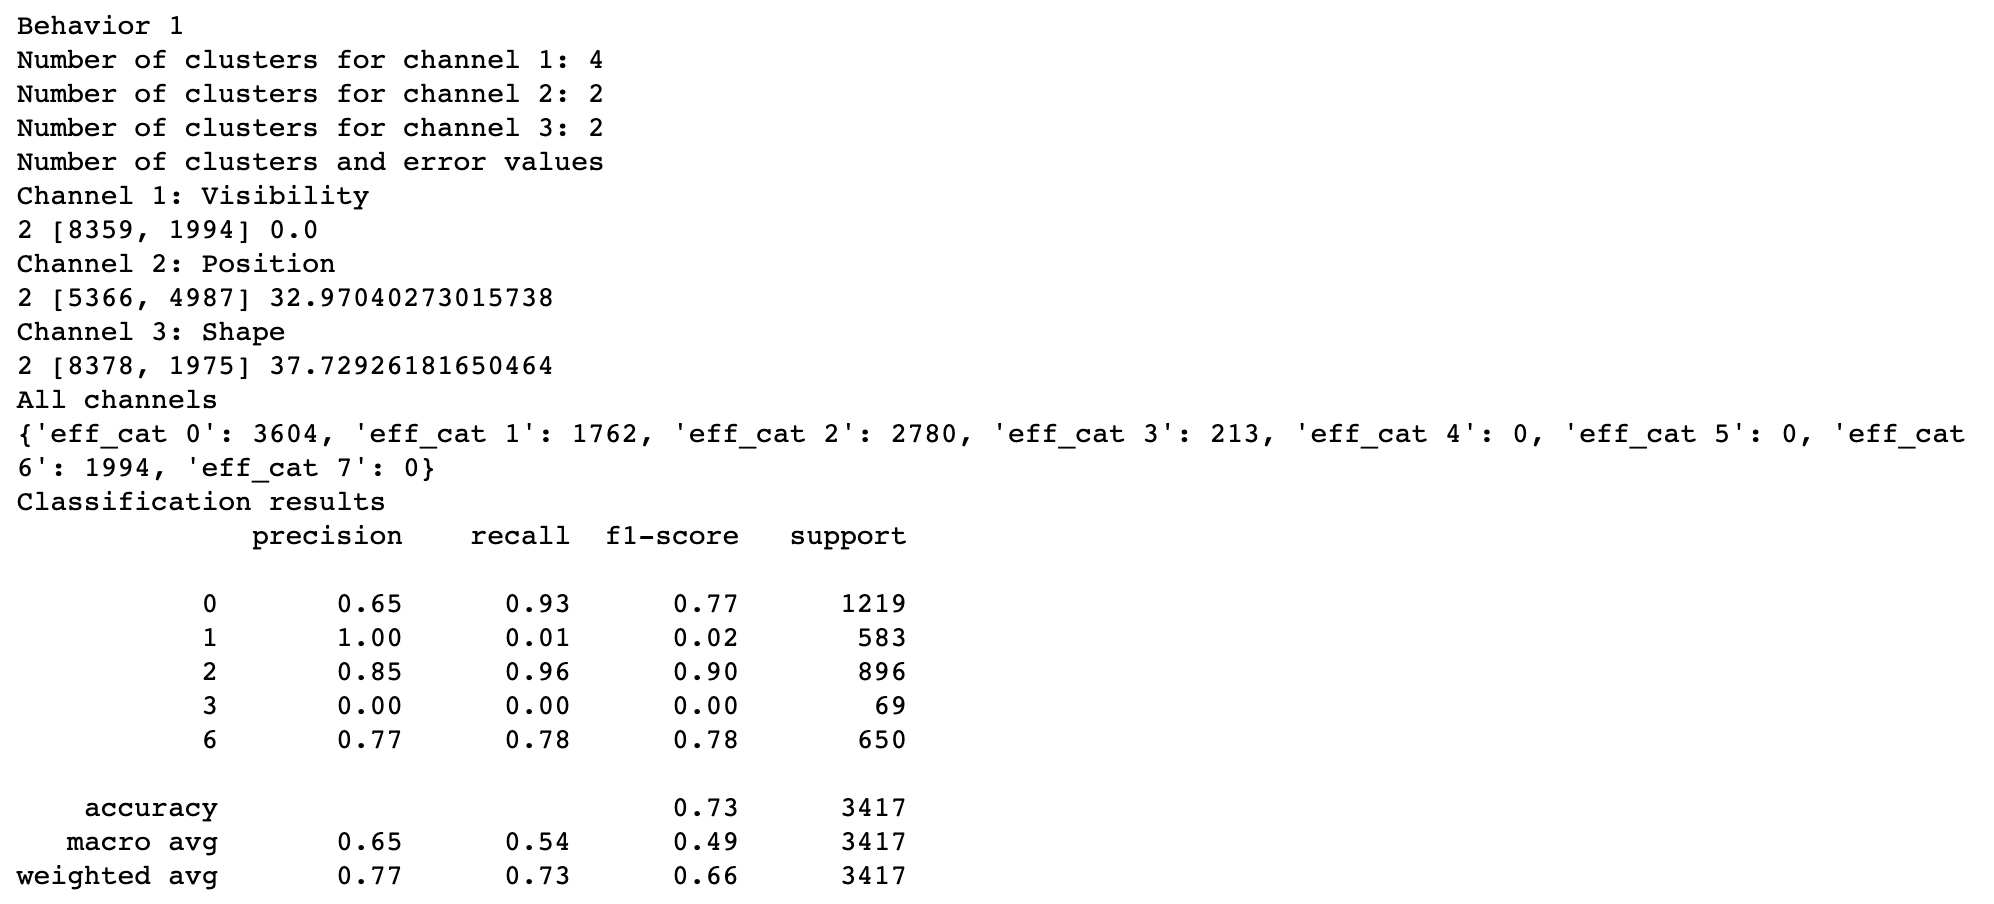 Behavior 1
Number of clusters for channel 1: 4
Number of clusters for channel 2: 2
Number of clusters for channel 3: 2
Number of clusters and error values
Channel 1: Visibility
2 [8359, 1994] 0.0
Channel 2: Position
2 [5366, 4987] 32.97040273015738
Channel 3: Shape
2 [8378, 1975] 37.72926181650464
All channels
{'eff_cat 0': 3604, 'eff_cat 1': 1762, 'eff_cat 2': 2780, 'eff_cat 3': 213, 'eff_cat 4': 0, 'eff_cat 5': 0, 'eff_cat
6': 1994, 'eff_cat 7': 0}
Classification results
precision recall f1-score support
0 0.65 0.93 0.77 1219
1 1.00 0.01 0.02 583
2 0.85 0.96 0.90 896
3 0.00 0.00 0.00 69
6 0.77 0.78 0.78 650
accuracy 0.73 3417
macro avg 0.65 0.54 0.49 3417
weighted avg 0.77 0.73 0.66 3417